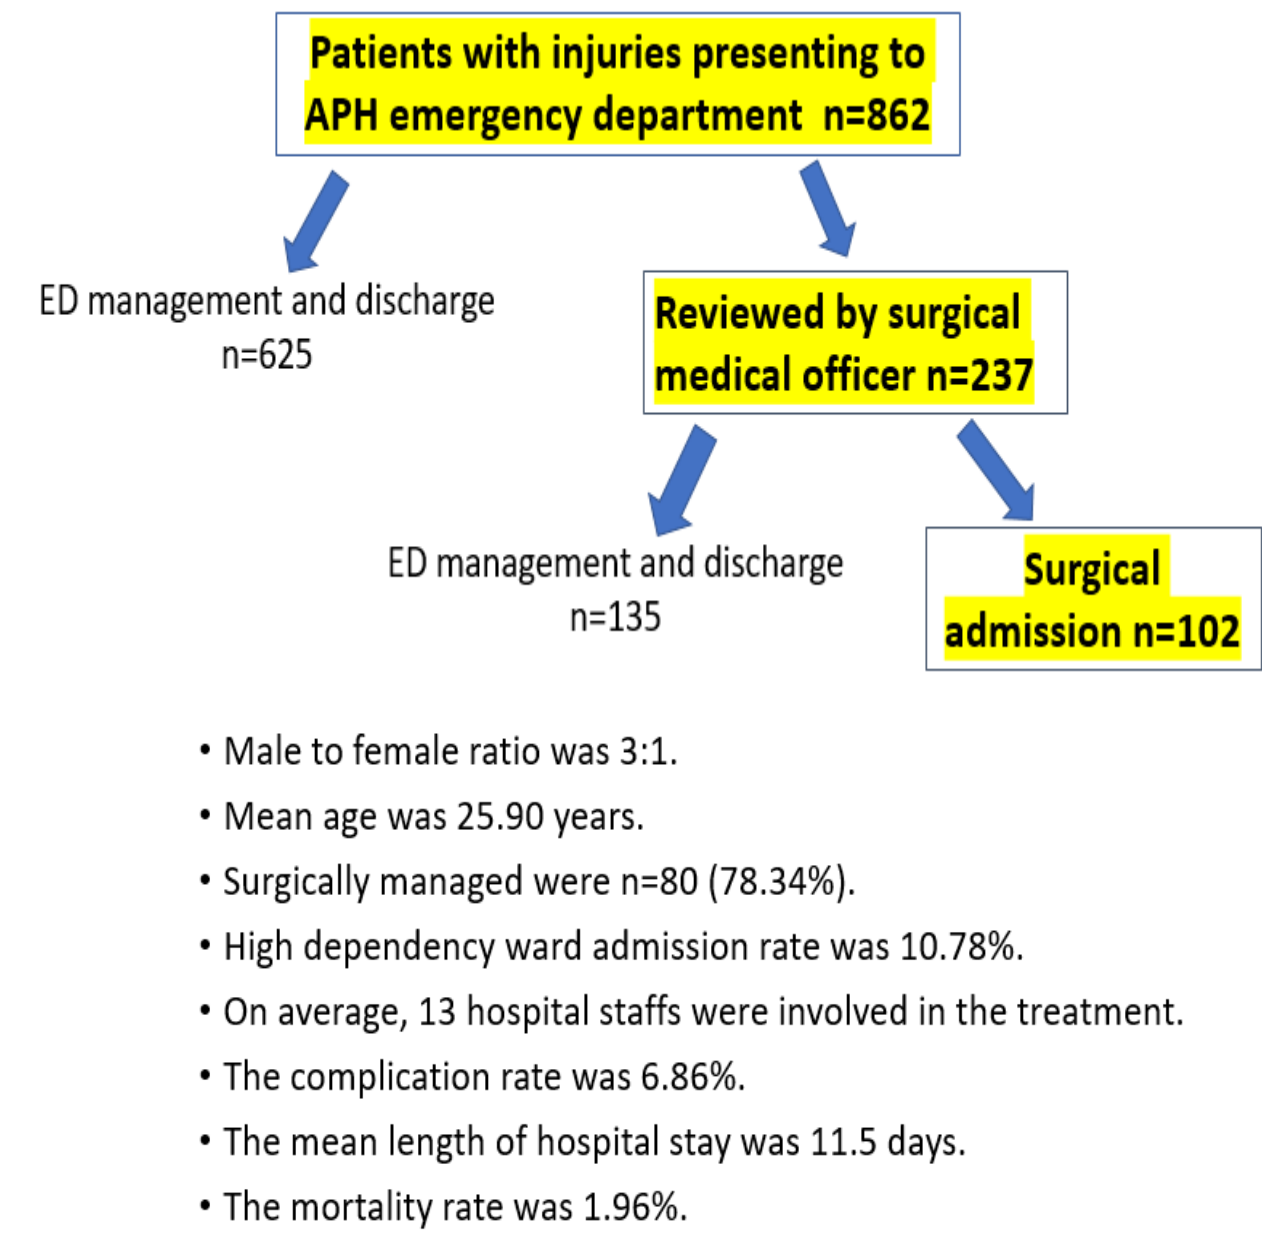 Patients with injuries presenting to
APH emergency department n=862
ED management and discharge
n=625
Reviewed by surgical
medical officer n=237
ED management and discharge
n=135
Surgical
admission n=102
• Male to female ratio was 3:1.
• Mean age was 25.90 years.
• Surgically managed were n=80 (78.34%).
• High dependency ward admission rate was 10.78%.
• On average, 13 hospital staffs were involved in the treatment.
• The complication rate was 6.86%.
• The mean length of hospital stay was 11.5 days.
• The mortality rate was 1.96%.